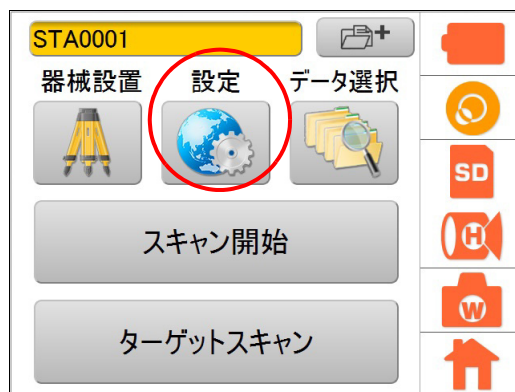 STA0001
器械設置 設定 データ選択
SD
H
スキャン開始
W
ターゲットスキャン